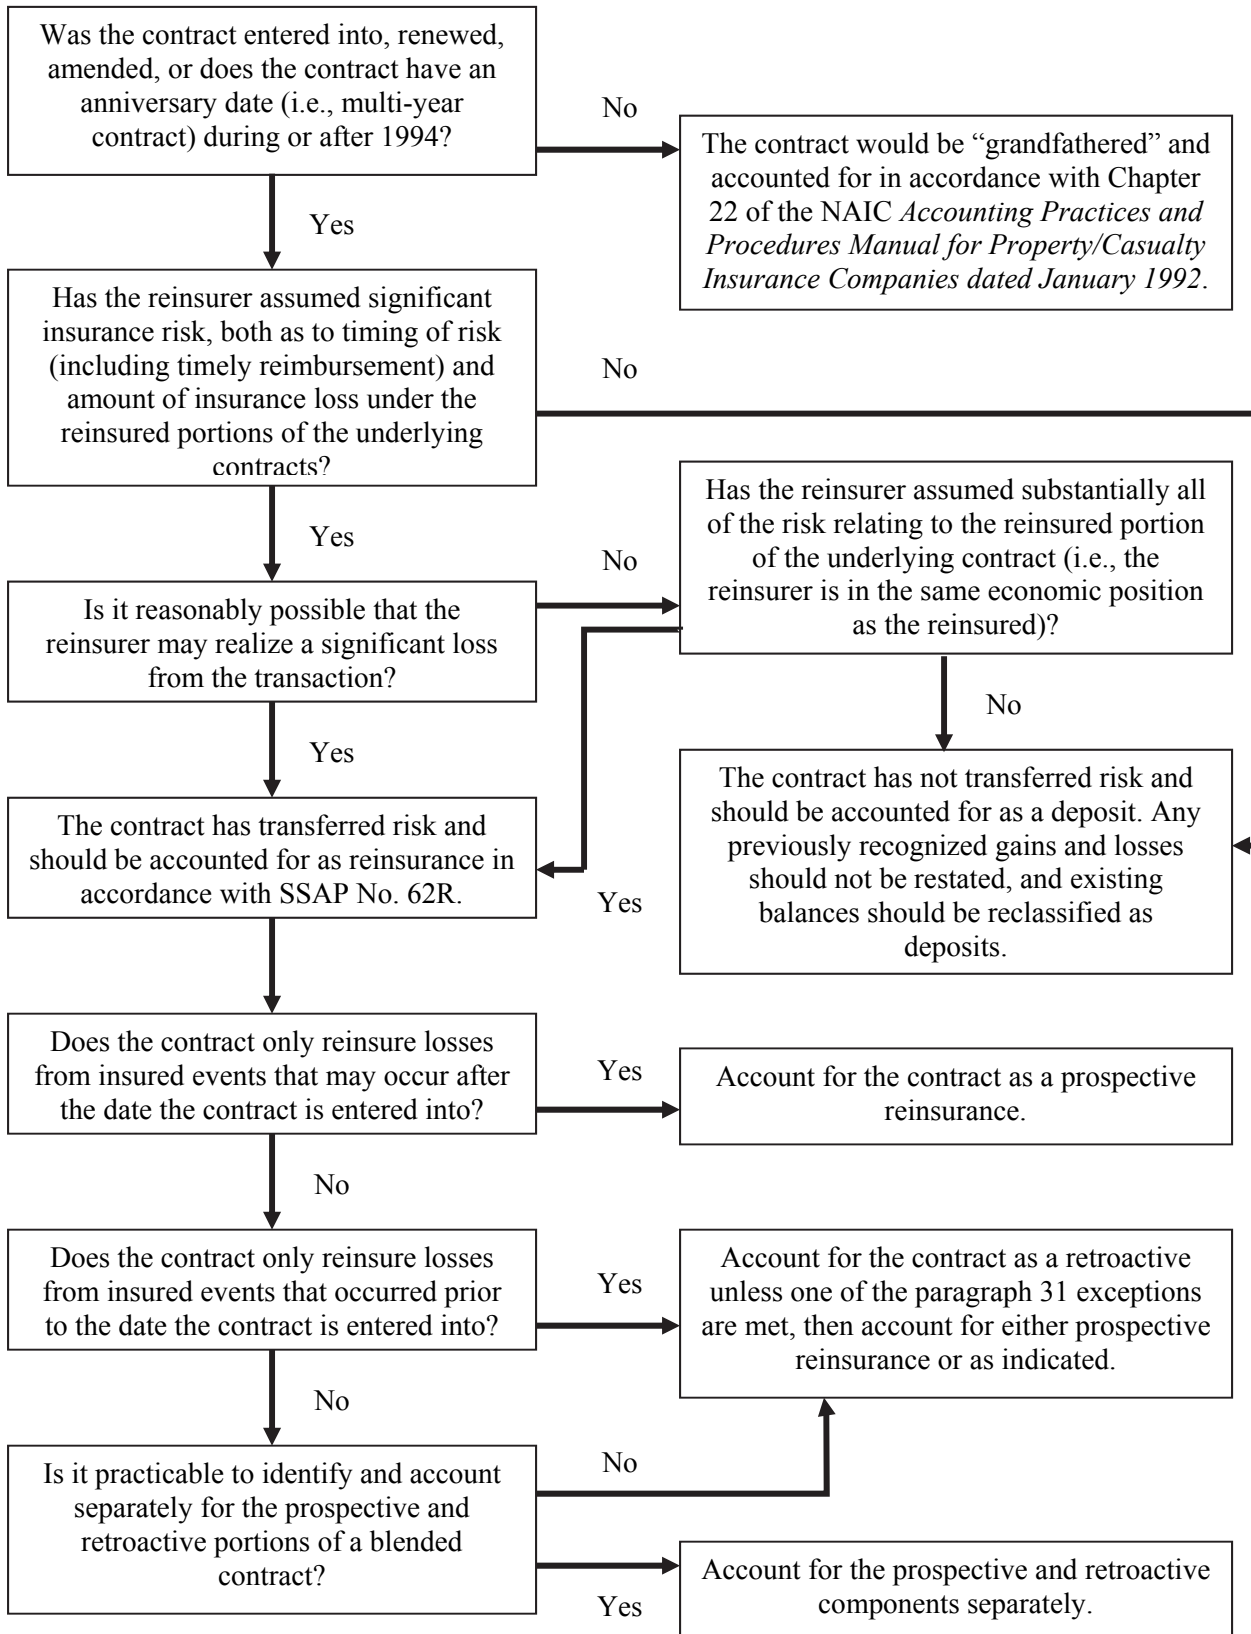 Was the contract entered into, renewed,
amended, or does the contract have an
anniversary date (i.e., multi-year
contract) during or after 1994?
No
The contract would be “grandfathered” and
accounted for in accordance with Chapter
22 of the NAIC Accounting Practices and
Procedures Manual for Property/Casualty
Insurance Companies dated January 1992.
Yes
Has the reinsurer assumed significant
insurance risk, both as to timing of risk
(including timely reimbursement) and
amount of insurance loss under the
reinsured portions of the underlying
contracts?
No
Has the reinsurer assumed substantially all
of the risk relating to the reinsured portion
of the underlying contract (i.e., the
reinsurer is in the same economic position
as the reinsured)?
Yes
No
Is it reasonably possible that the
reinsurer may realize a significant loss
from the transaction?
No
Yes
The contract has not transferred risk and
should be accounted for as a deposit. Any
previously recognized gains and losses
should not be restated, and existing
balances should be reclassified as
deposits.
The contract has transferred risk and
should be accounted for as reinsurance in
accordance with SSAP No. 62R.
Yes
Does the contract only reinsure losses
from insured events that may occur after
the date the contract is entered into?
Yes
Account for the contract as a prospective
reinsurance.
No
Does the contract only reinsure losses
from insured events that occurred prior
to the date the contract is entered into?
Yes
Account for the contract as a retroactive
unless one of the paragraph 31 exceptions
are met, then account for either prospective
reinsurance or as indicated.
No
Is it practicable to identify and account
separately for the prospective and
retroactive portions of a blended
contract?
No
Yes
Account for the prospective and retroactive
components separately.